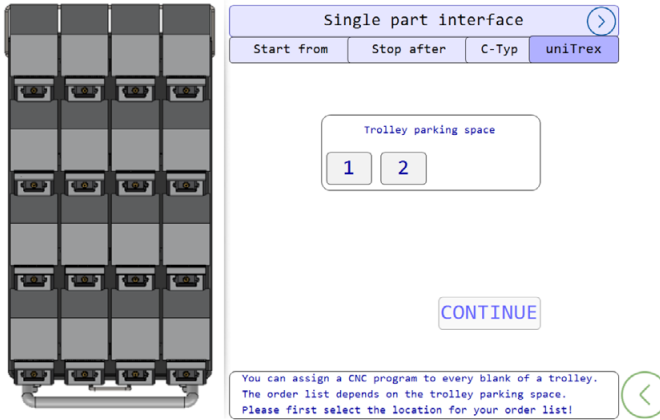 Single part interface
Start from
Stop after
C-Typ
uniTrex
Trolley parking space
1
2
CONTINUE
You can assign a CNC program to every blank of a trolley.
The order list depends on the trolley parking space.
Please first select the location for your order list!